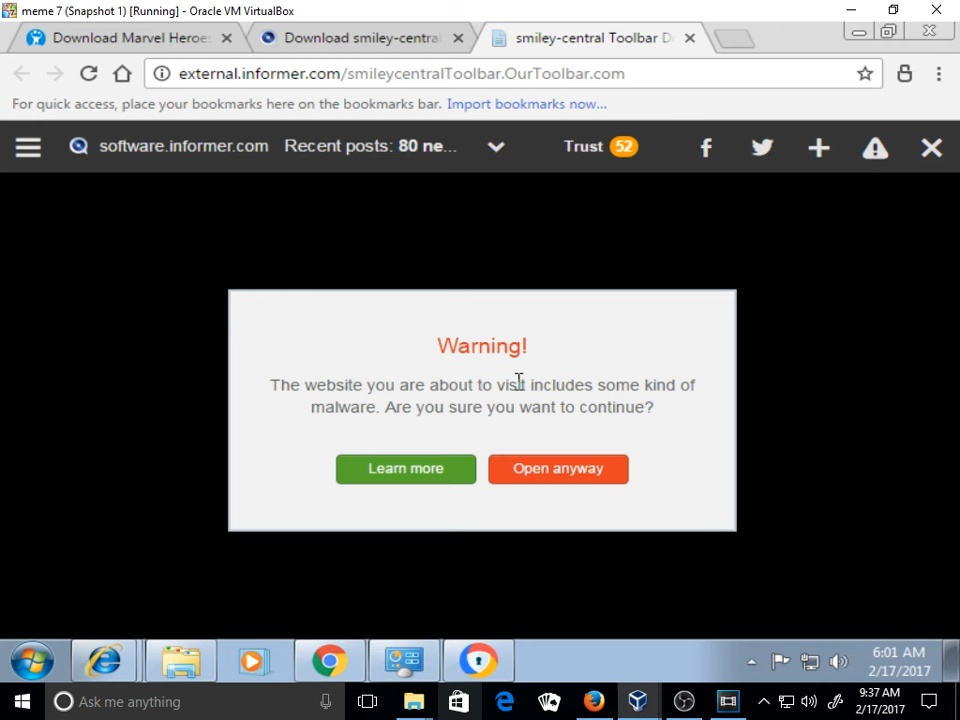 meme 7 (Snapshot 1) [Running] - Oracle VM VirtualBox
Download Marvel Heroes
Download smiley-central
smiley-central Toolbar D
external.informer.com/smileycentralToolbar.OurToolbar.com
For quick access, place your bookmarks here on the bookmarks bar. Import bookmarks now...
software.informer.com Recent posts: 80 ne... Trust 52
Warning!
The website you are about to visit includes some kind of
malware. Are you sure you want to continue?
Learn more Open anyway
6:01 AM
2/17/2017
Ask me anything
9:37 AM
2/17/2017